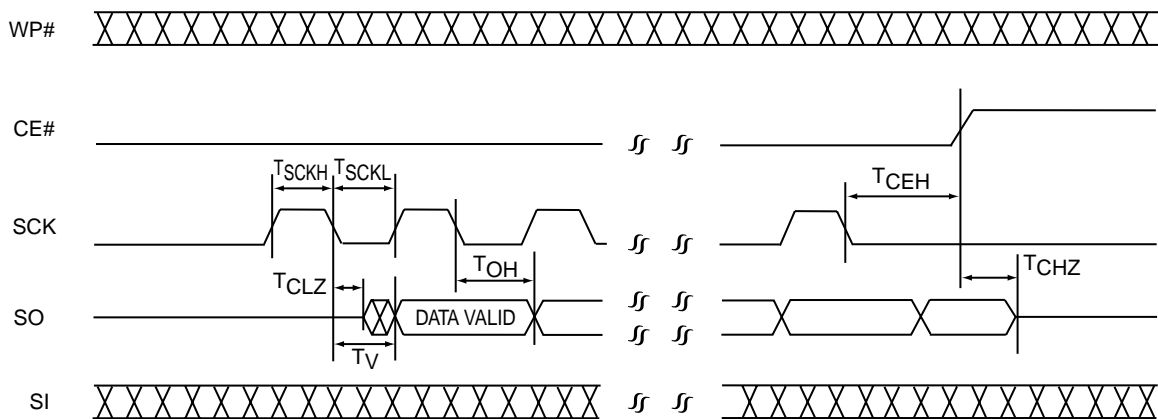 WP#
CE#
TSCKH TSCKL
TCEH
SCK
TCLZ
TOH
TCHZ
SO
DATA VALID
TV
SI